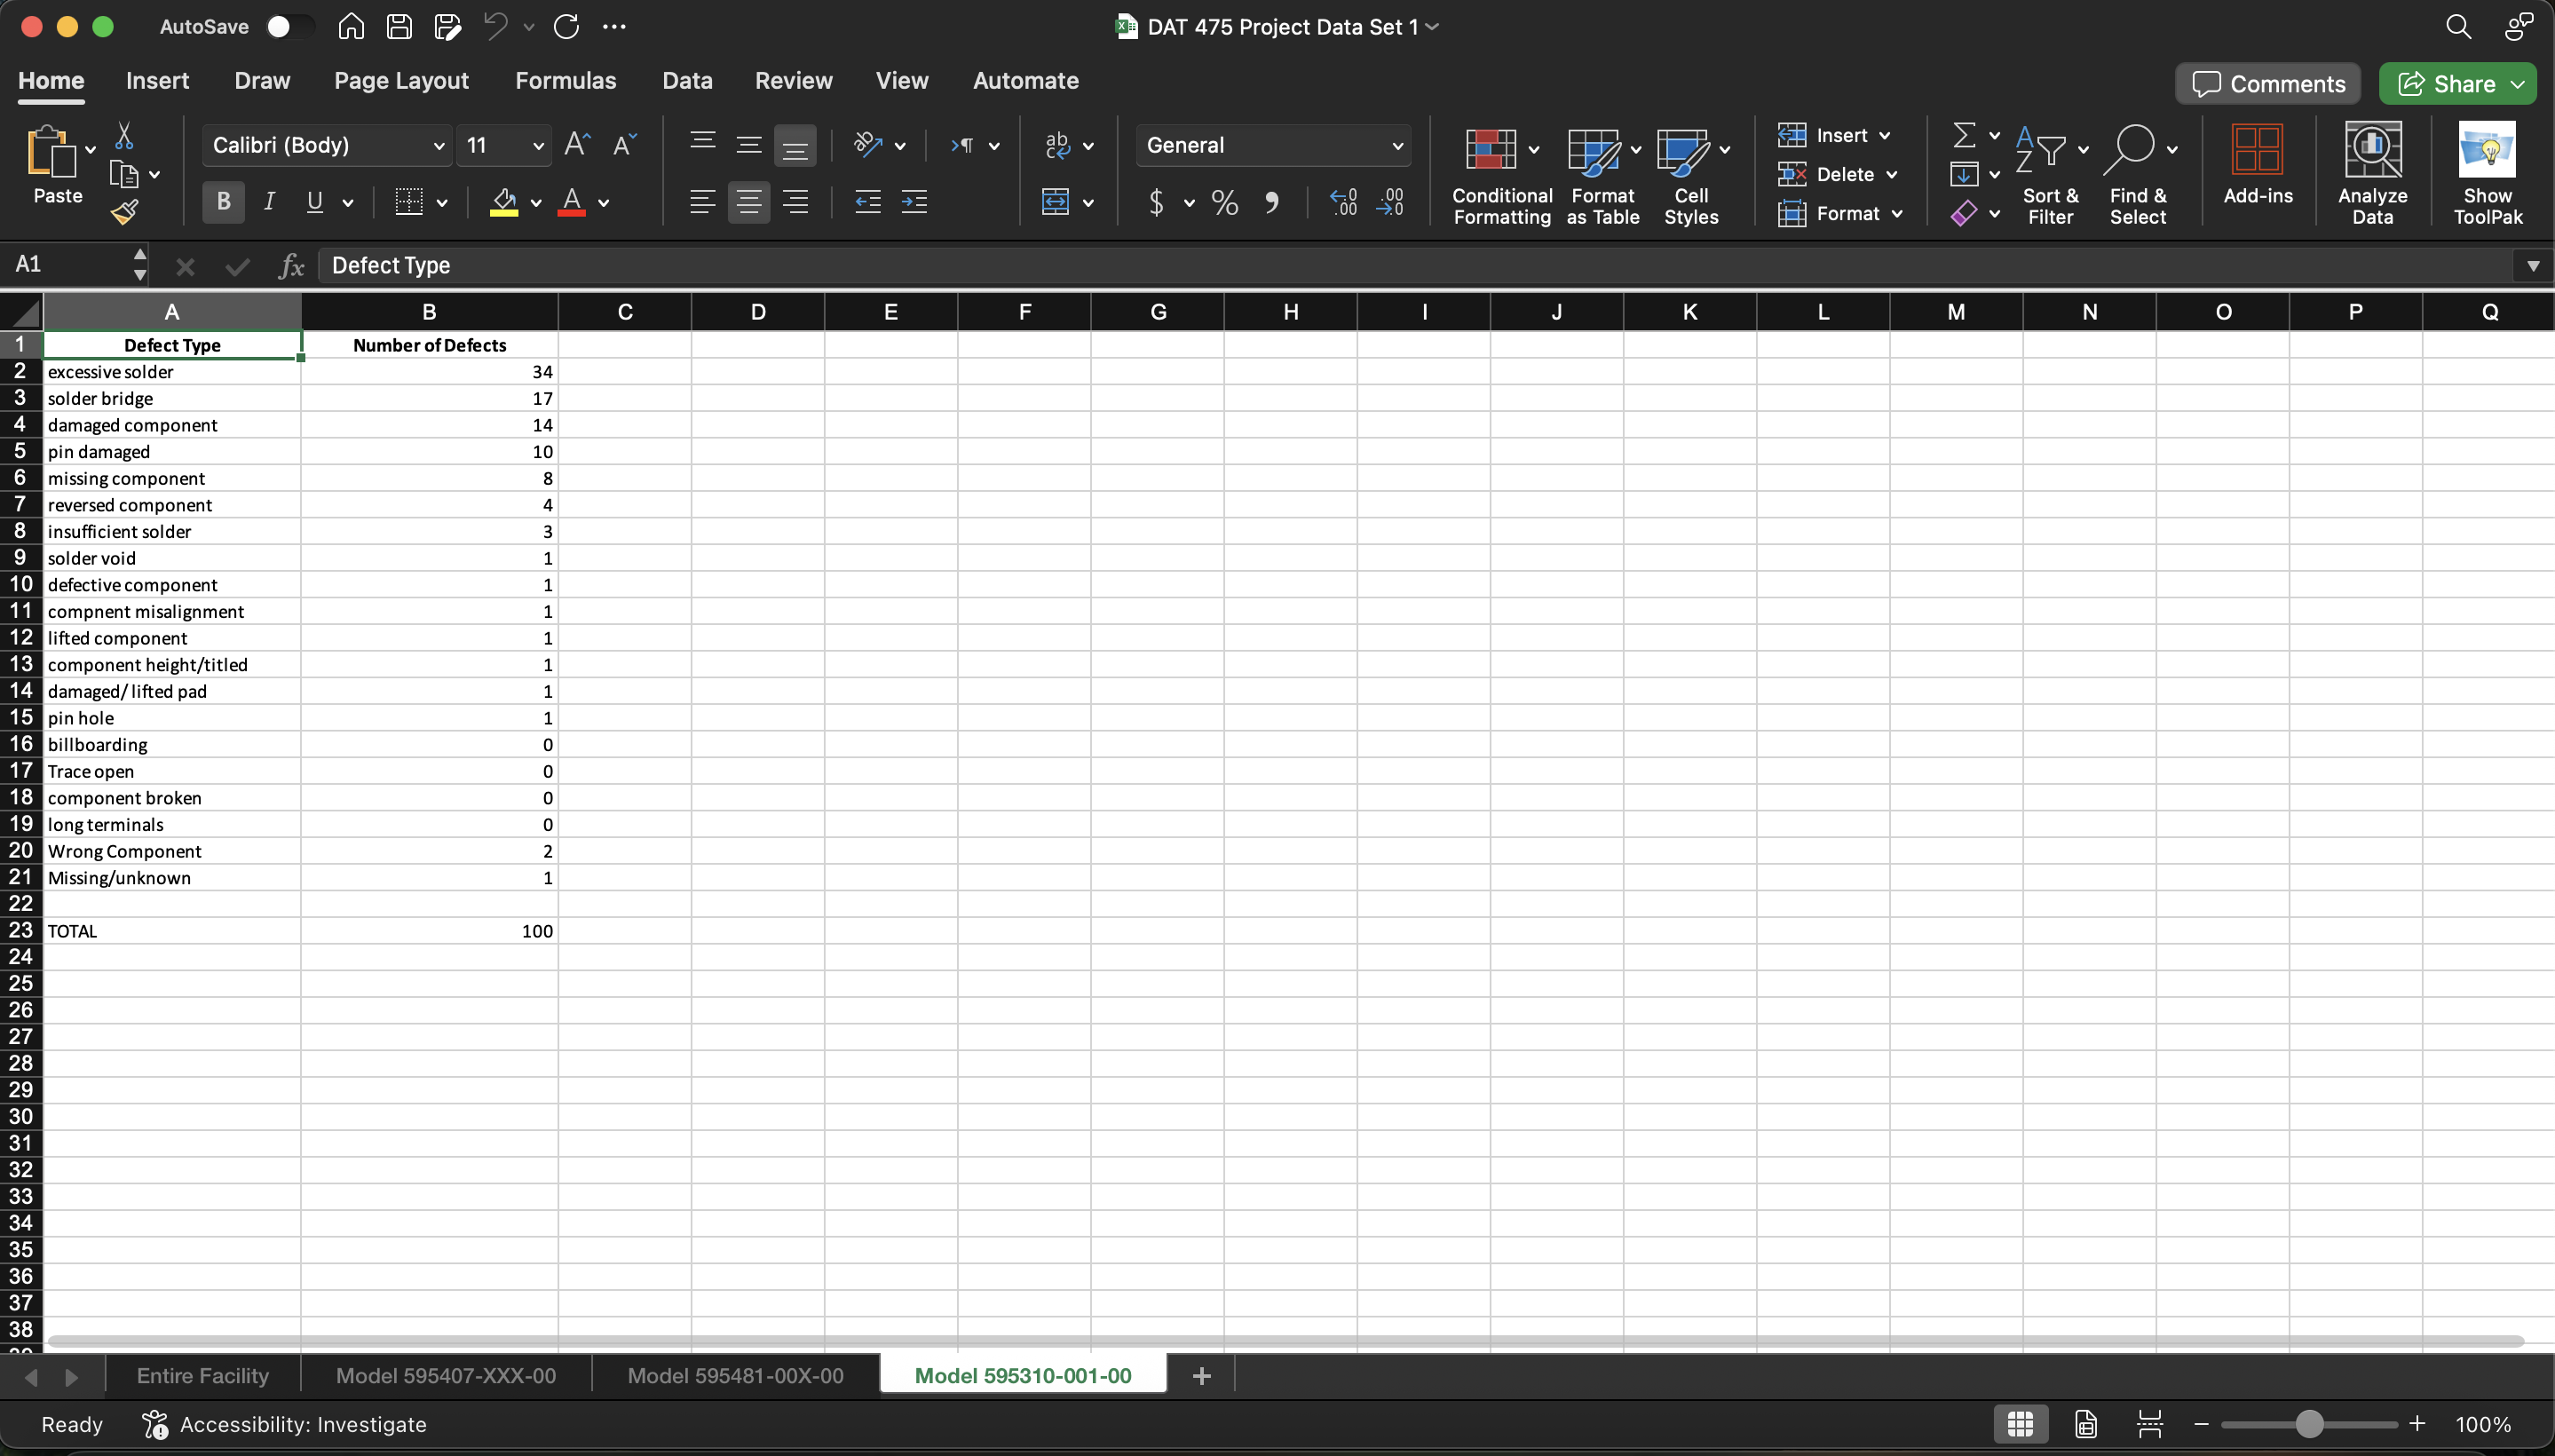 AutoSave
DAT 475 Project Data Set 1
Home Insert Draw Page Layout Formulas Data Review View Automate
Comments Share
Paste
Calibri (Body) 11
General
Conditional Formatting
Format as Table
Cell Styles
Insert
Delete
Format
Sort & Filter
Find & Select
Add-ins
Analyze Data
Show ToolPak
A1 fx Defect Type
A B C D E F G H I J K L M N O P Q
1 Defect Type Number of Defects
2 excessive solder 34
3 solder bridge 17
4 damaged component 14
5 pin damaged 10
6 missing component 8
7 reversed component 4
8 insufficient solder 3
9 solder void 1
10 defective component 1
11 compnent misalignment 1
12 lifted component 1
13 component height/titled 1
14 damaged/ lifted pad 1
15 pin hole 1
16 billboarding 0
17 Trace open 0
18 component broken 0
19 long terminals 0
20 Wrong Component 2
21 Missing/unknown 1
22
23 TOTAL 100
24
25
26
27
28
29
30
31
32
33
34
35
36
37
38
Entire Facility Model 595407-XXX-00 Model 595481-00X-00 Model 595310-001-00 +
Ready Accessibility: Investigate 100%